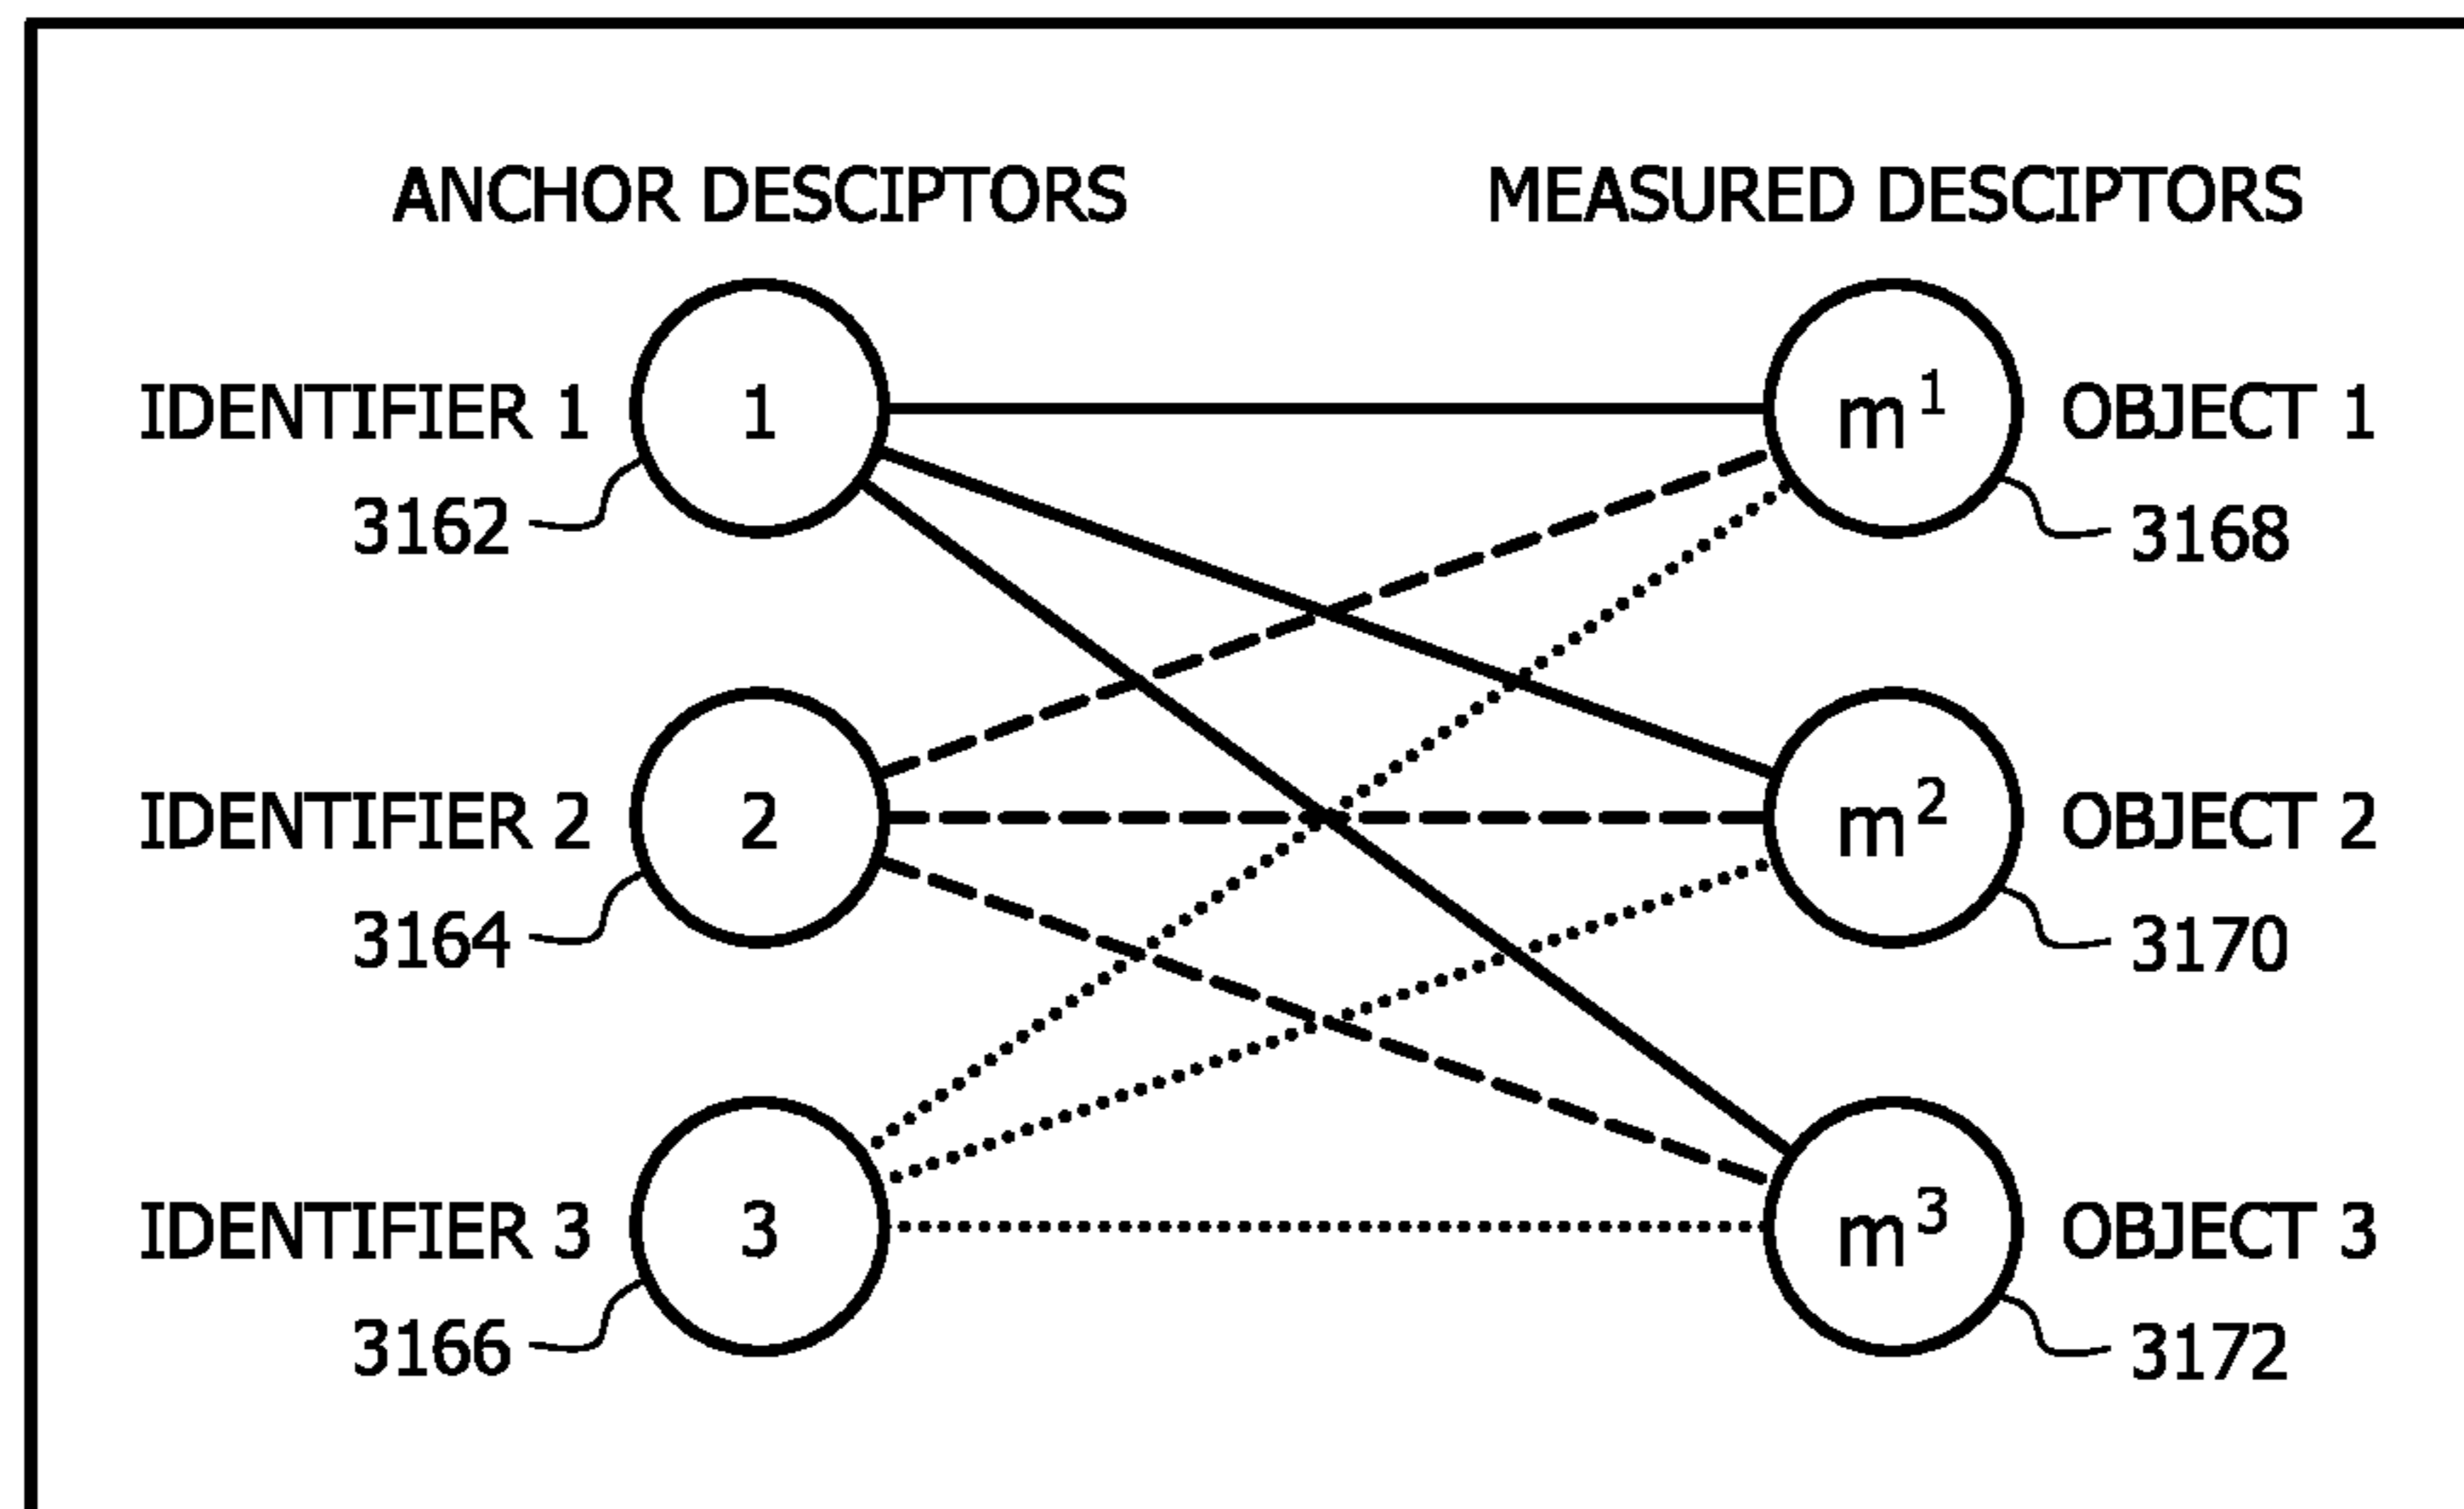 ANCHOR DESCIPTORS MEASURED DESCIPTORS
IDENTIFIER 1 1 m¹ OBJECT 1
3162 3168
IDENTIFIER 2 2 m² OBJECT 2
3164 3170
IDENTIFIER 3 3 m³ OBJECT 3
3166 3172